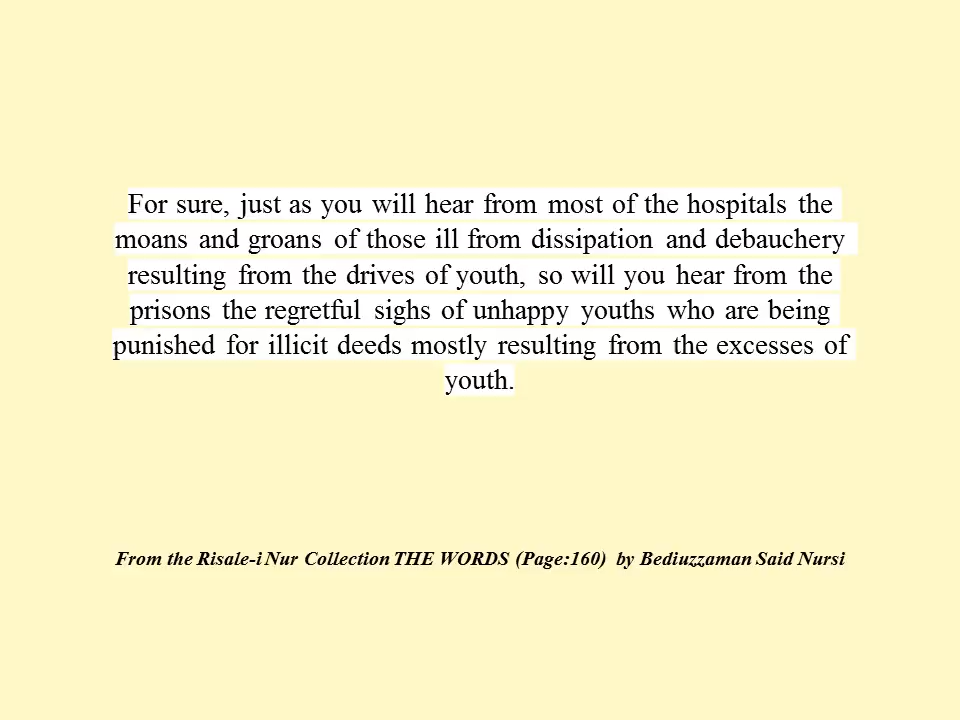 For sure, just as you will hear from most of the hospitals the
moans and groans of those ill from dissipation and debauchery
resulting from the drives of youth, so will you hear from the
prisons the regretful sighs of unhappy youths who are being
punished for illicit deeds mostly resulting from the excesses of
youth.
From the Risale-i Nur Collection THE WORDS (Page:160) by Bediuzzaman Said Nursi